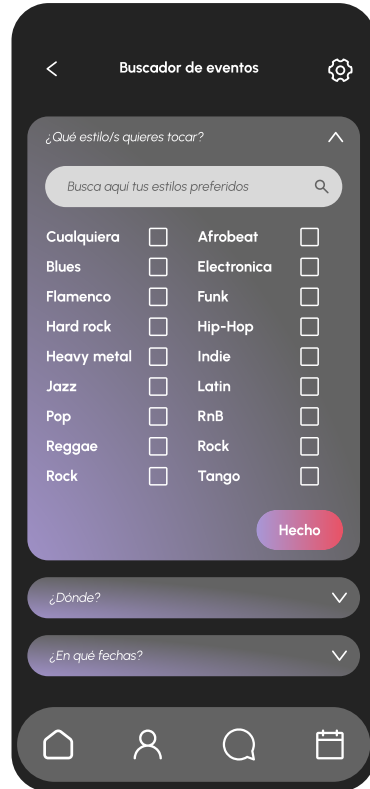 Buscador de eventos
¿Qué estilo/s quieres tocar?
Busca aquí tus estilos preferidos
Cualquiera Afrobeat
Blues Electronica
Flamenco Funk
Hard rock Hip-Hop
Heavy metal Indie
Jazz Latin
Pop RnB
Reggae Rock
Rock Tango
Hecho
¿Dónde?
¿En qué fechas?